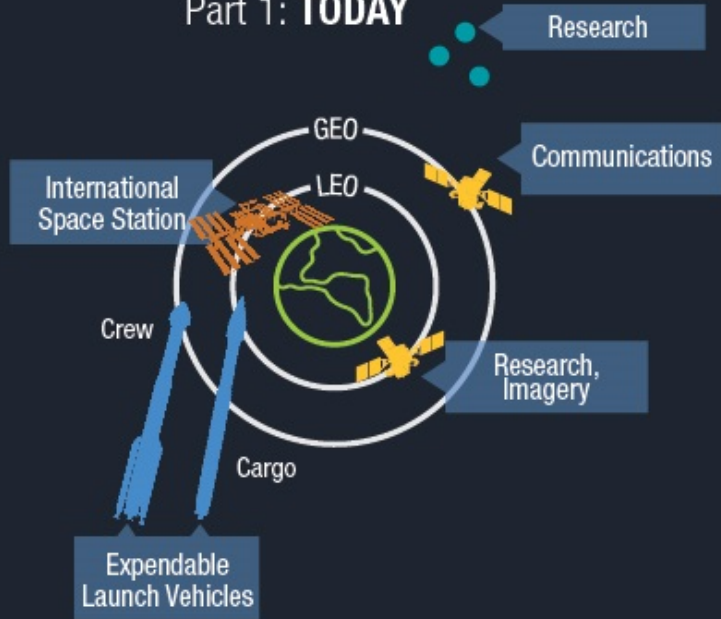 Part 1: TODAY
Research
GEO
Communications
LEO
International
Space Station
Crew
Research,
Imagery
Cargo
Expendable
Launch Vehicles